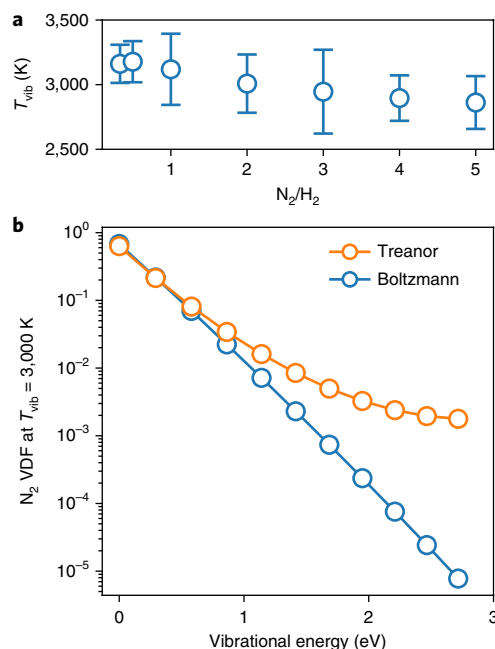 a
3,500
3,000
2,500
T_vib (K)
1 2 3 4 5
N₂/H₂
b
10⁰
10⁻¹
10⁻²
10⁻³
10⁻⁴
10⁻⁵
N₂ VDF at T_vib = 3,000 K
Treanor
Boltzmann
0 1 2 3
Vibrational energy (eV)